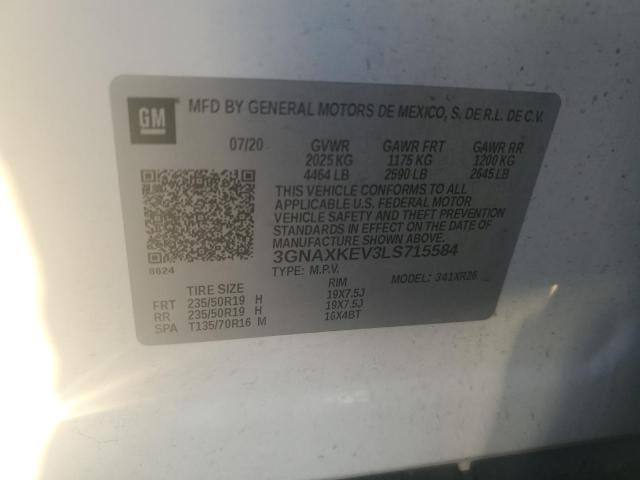 GM MFD BY GENERAL MOTORS DE MEXICO, S. DE R.L. DE C.V.
07/20 GVWR GAWR FRT GAWR RR
2025 KG 1175 KG 1200 KG
4464 LB 2590 LB 2645 LB
THIS VEHICLE CONFORMS TO ALL
APPLICABLE U.S. FEDERAL MOTOR
VEHICLE SAFETY AND THEFT PREVENTION
STANDARDS IN EFFECT ON THE DATE OF
MANUFACTURE SHOWN ABOVE.
3GNAXKEV3LS715584
8624
TYPE: M.P.V. MODEL: 341XR26
TIRE SIZE RIM
FRT 235/50R19 H 19X7.5J
RR 235/50R19 H 19X7.5J
SPA T135/70R16 M 16X4BT